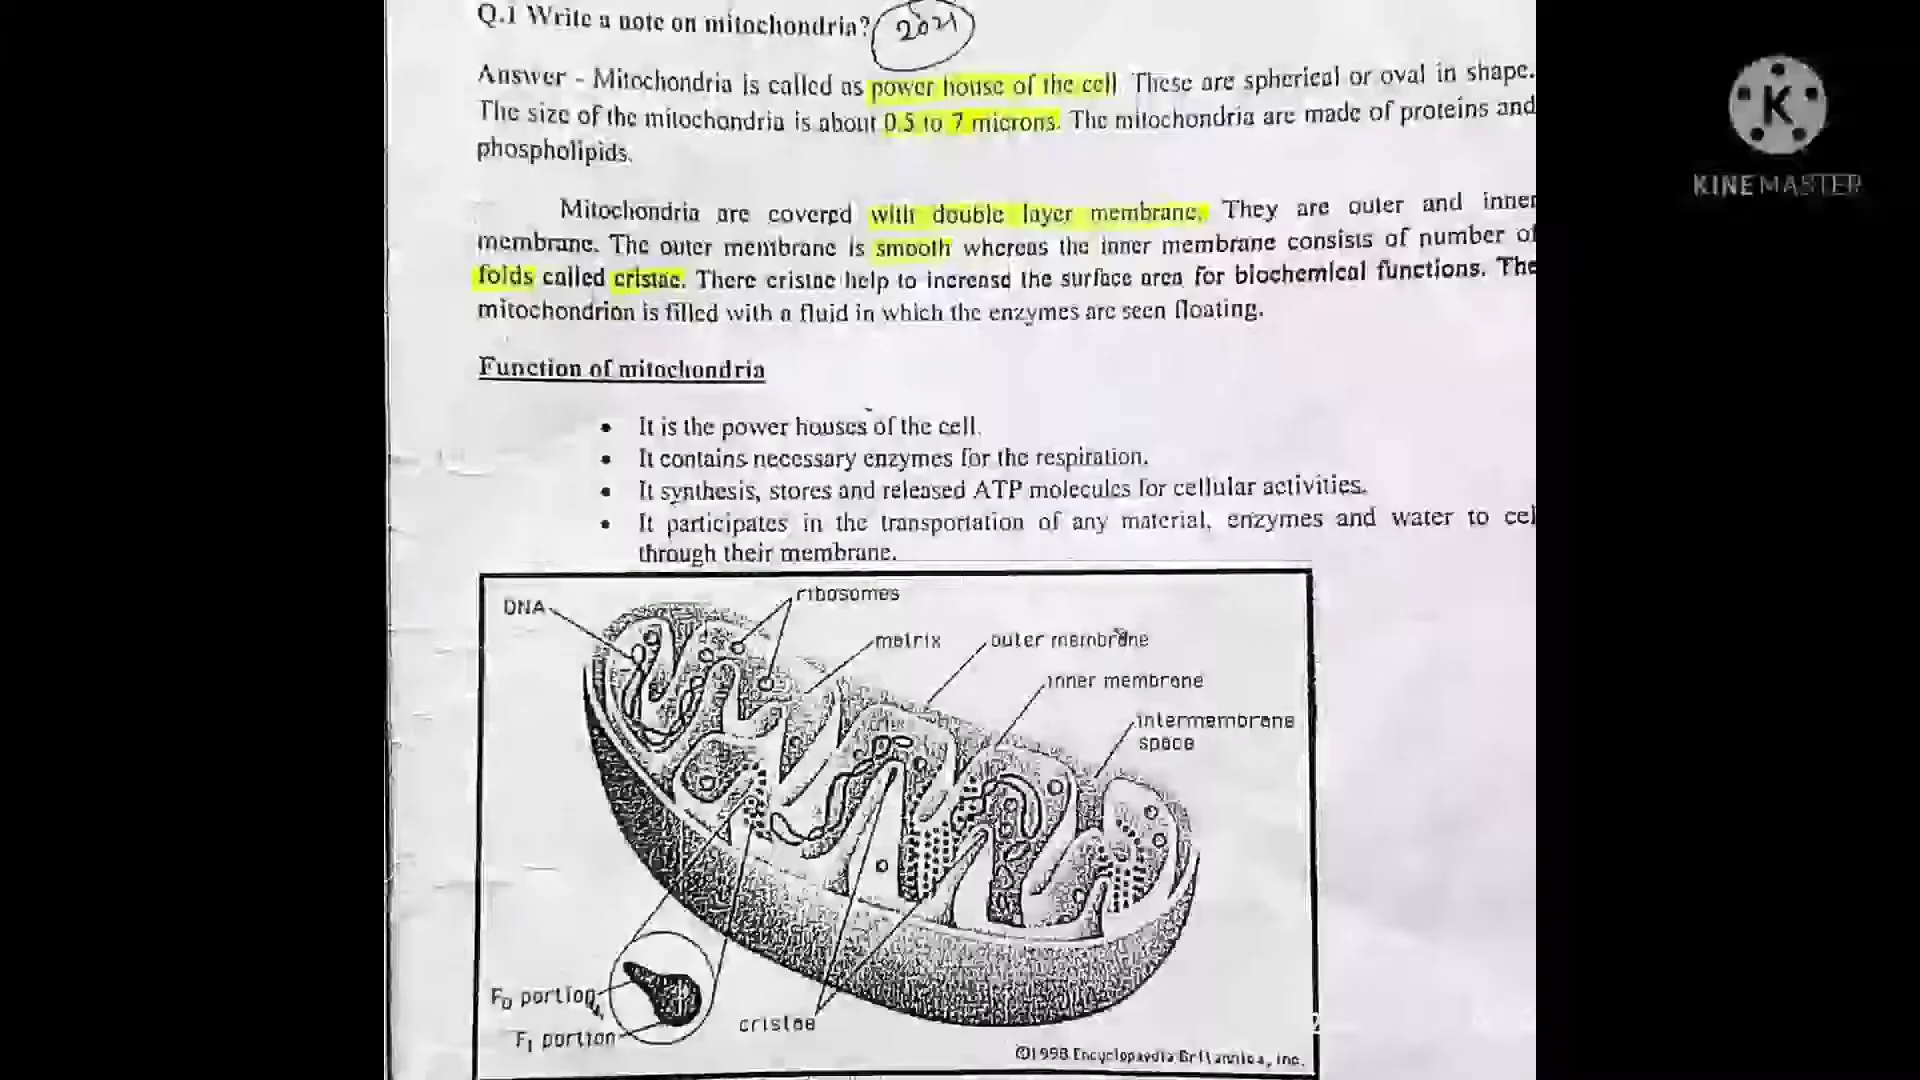 Q.1 Write a note on mitochondria? 2021
Answer - Mitochondria is called as power house of the cell These are spherical or oval in shape.
The size of the mitochondria is about 0.5 to 7 microns. The mitochondria are made of proteins and
phospholipids.
Mitochondria are covered with double layer membrane. They are outer and inner
membrane. The outer membrane is smooth whereas the inner membrane consists of number of
folds called cristae. There cristae help to increase the surface area for biochemical functions. The
mitochondrion is filled with a fluid in which the enzymes are seen floating.
Function of mitochondria
• It is the power houses of the cell.
• It contains necessary enzymes for the respiration.
• It synthesis, stores and released ATP molecules for cellular activities.
• It participates in the transportation of any material, enzymes and water to cel
through their membrane.
DNA
ribosomes
matrix
outer membrane
inner membrane
intermembrane
space
F0 portion
F1 portion
cristae
©1998 Encyclopaedia Britannica, Inc.
K
KINEMASTER